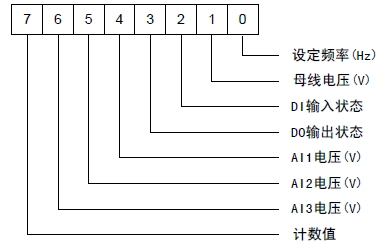 7 6 5 4 3 2 1 0
设定频率(Hz)
母线电压(V)
DI输入状态
DO输出状态
AI1电压(V)
AI2电压(V)
AI3电压(V)
计数值